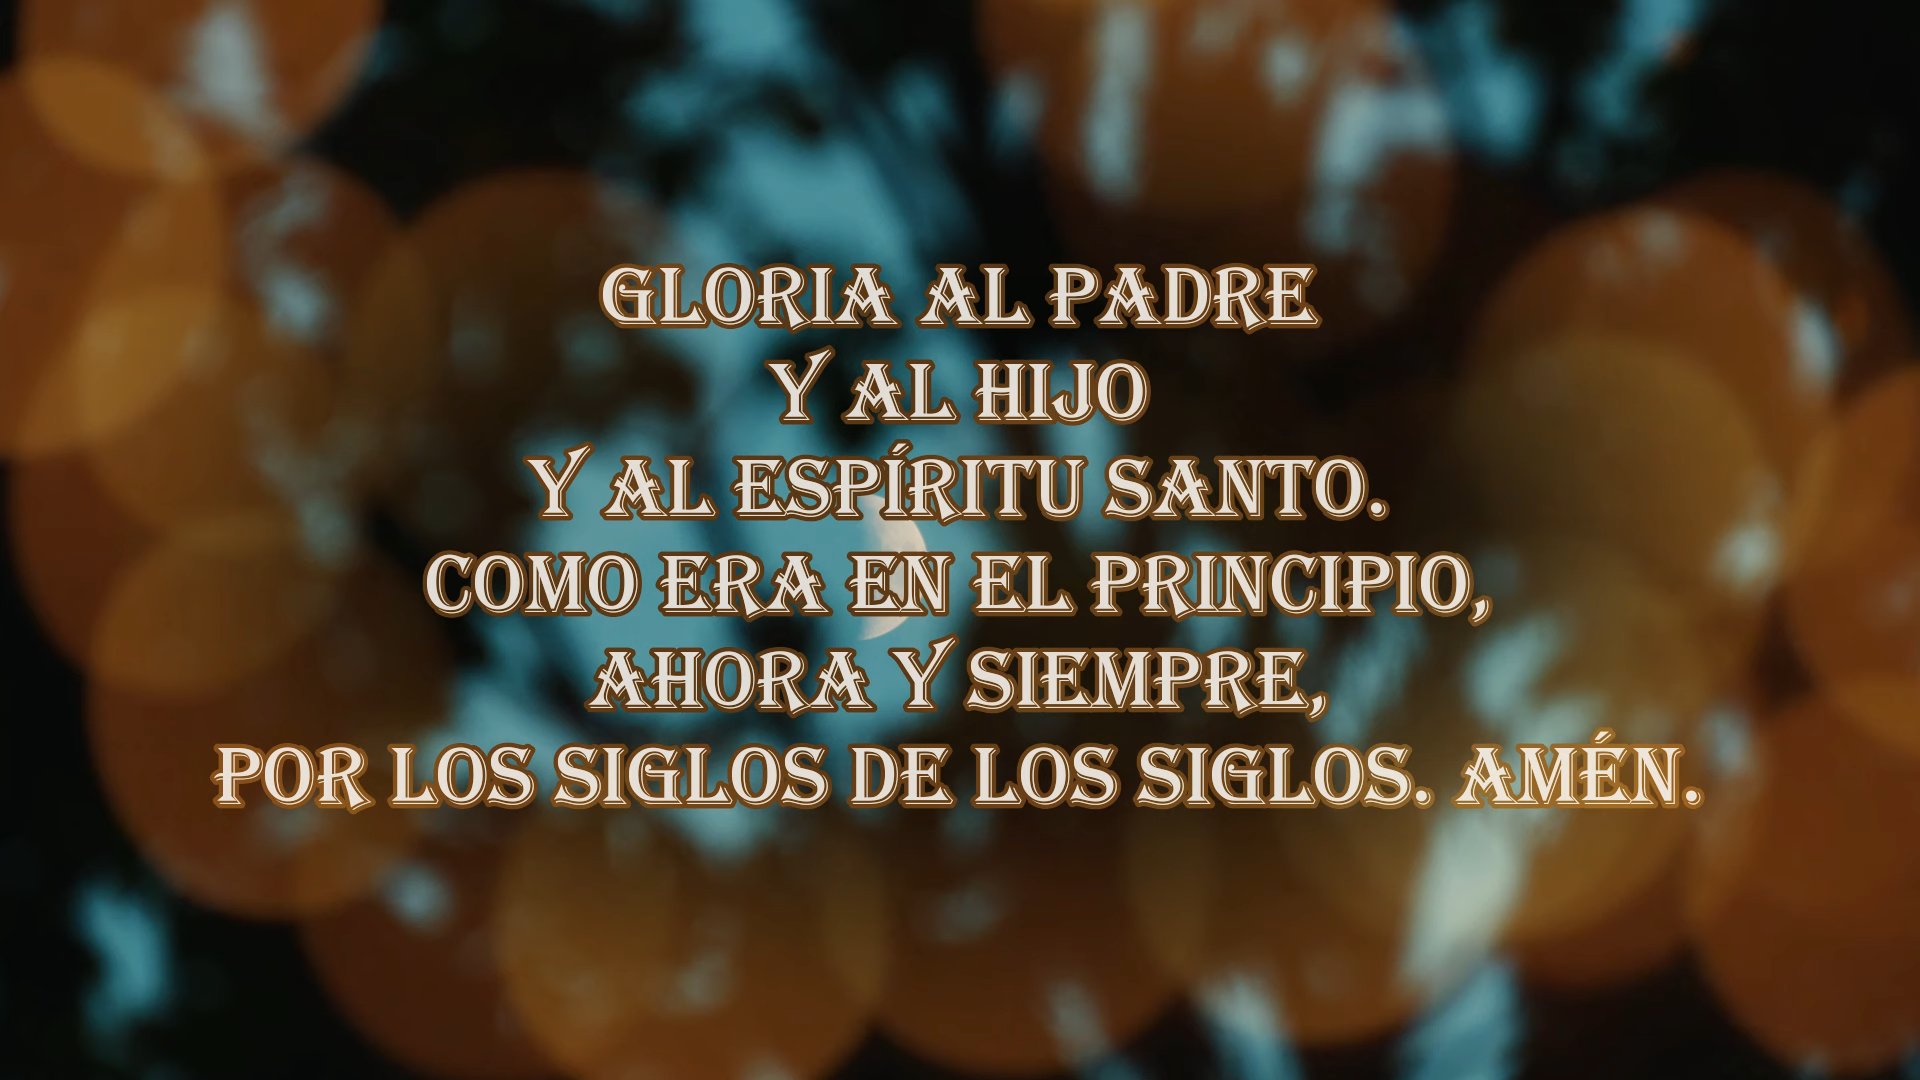 GLORIA AL PADRE
Y AL HIJO
Y AL ESPÍRITU SANTO.
COMO ERA EN EL PRINCIPIO,
AHORA Y SIEMPRE,
POR LOS SIGLOS DE LOS SIGLOS. AMÉN.